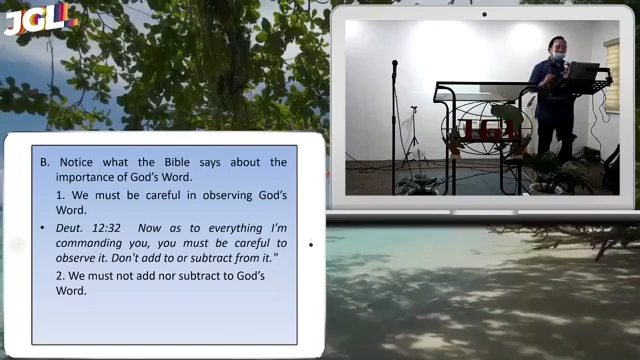 JGL
B. Notice what the Bible says about the
importance of God's Word.
1. We must be careful in observing God's
Word.
• Deut. 12:32 Now as to everything I'm
commanding you, you must be careful to
observe it. Don't add to or subtract from it."
2. We must not add nor subtract to God's
Word.
JGL